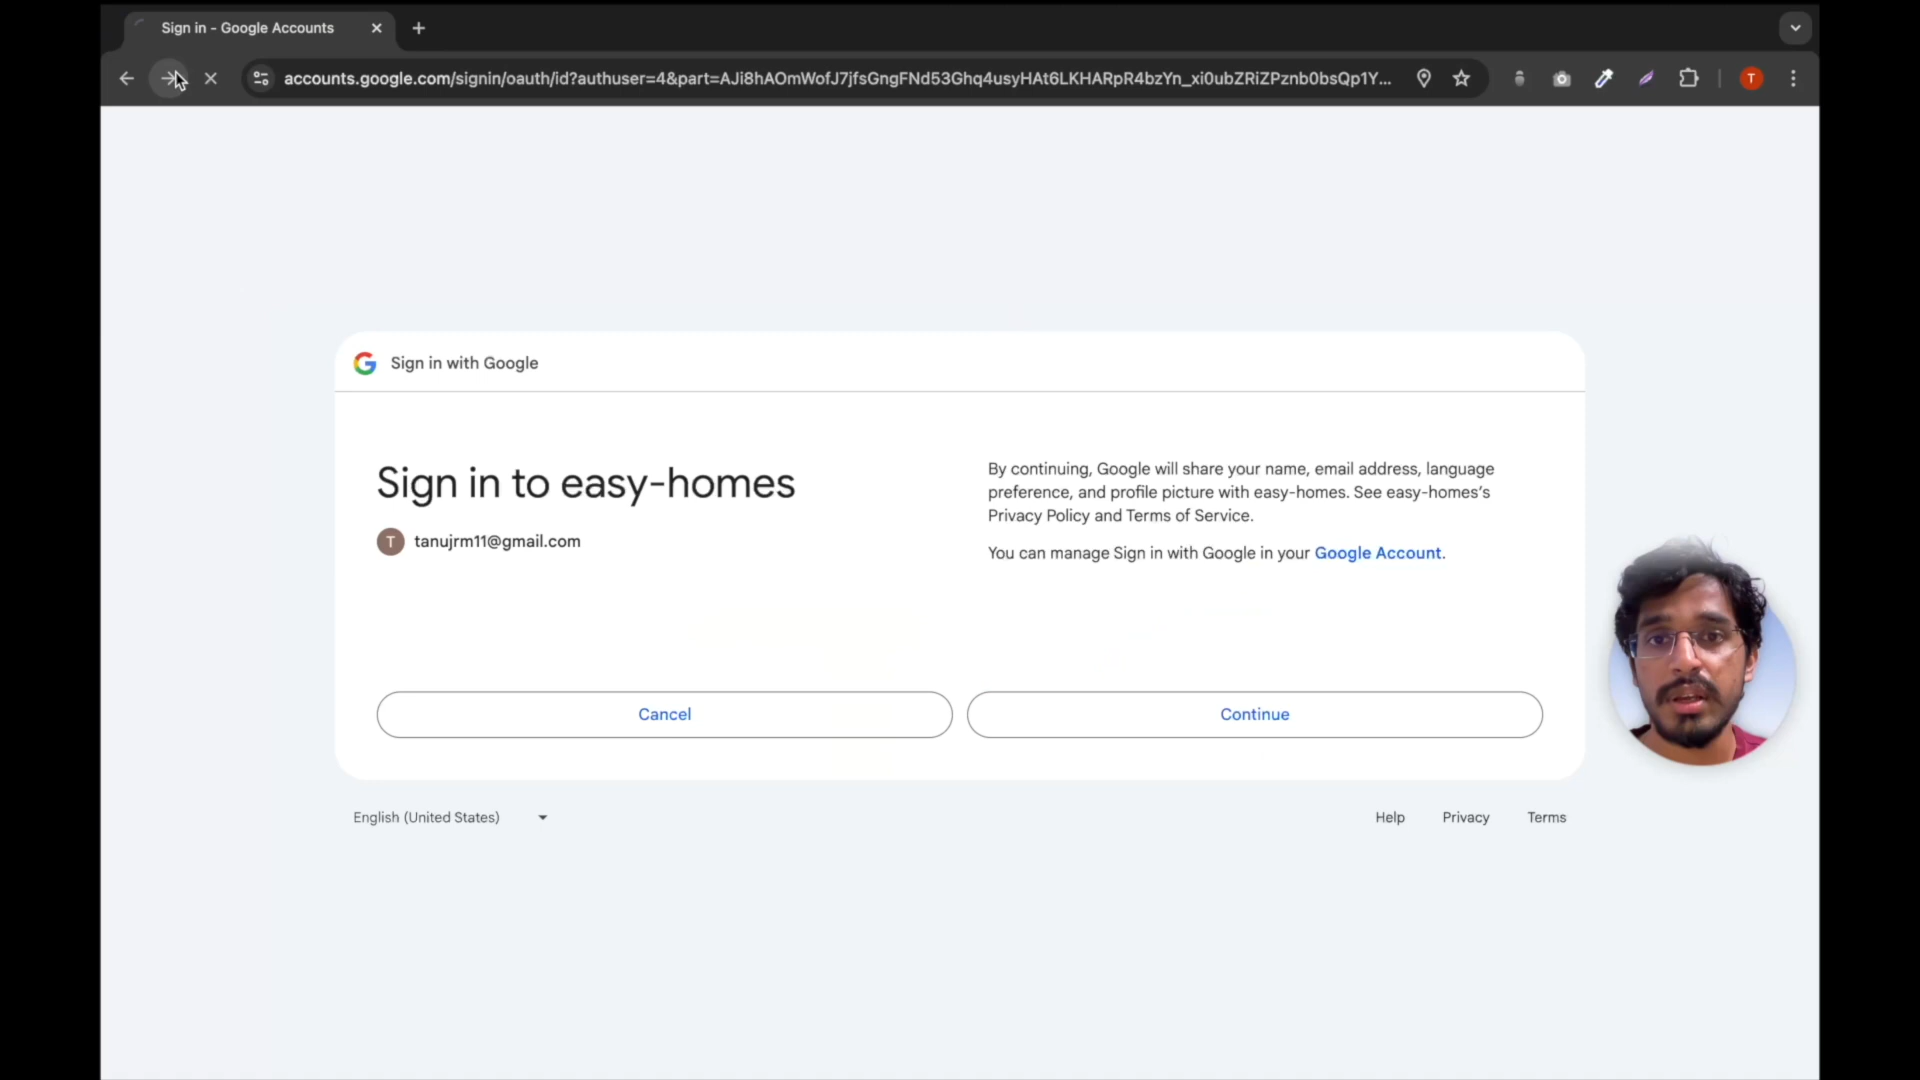 Sign in - Google Accounts
accounts.google.com/signin/oauth/id?authuser=4&part=AJi8hAOmWofJ7jfsGngFNd53Ghq4usyHAt6LKHARpR4bzYn_xi0ubZRiZPznb0bsQp1Y...
T
Sign in with Google
Sign in to easy-homes
T tanujrm11@gmail.com
By continuing, Google will share your name, email address, language
preference, and profile picture with easy-homes. See easy-homes’s
Privacy Policy and Terms of Service.
You can manage Sign in with Google in your Google Account.
Cancel
Continue
English (United States)
Help Privacy Terms